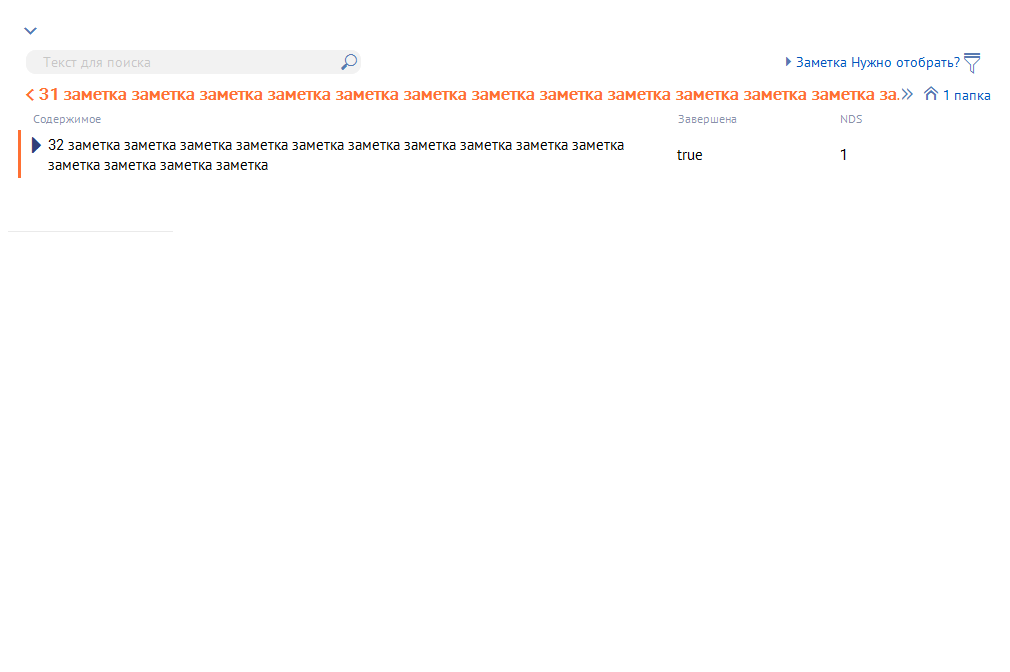 Текст для поиска
Заметка Нужно отобрать?
31 заметка заметка заметка заметка заметка заметка заметка заметка заметка заметка заметка заметка за.
1 папка
Содержимое Завершена NDS
32 заметка заметка заметка заметка заметка заметка заметка заметка заметка заметка
заметка заметка заметка заметка
true
1